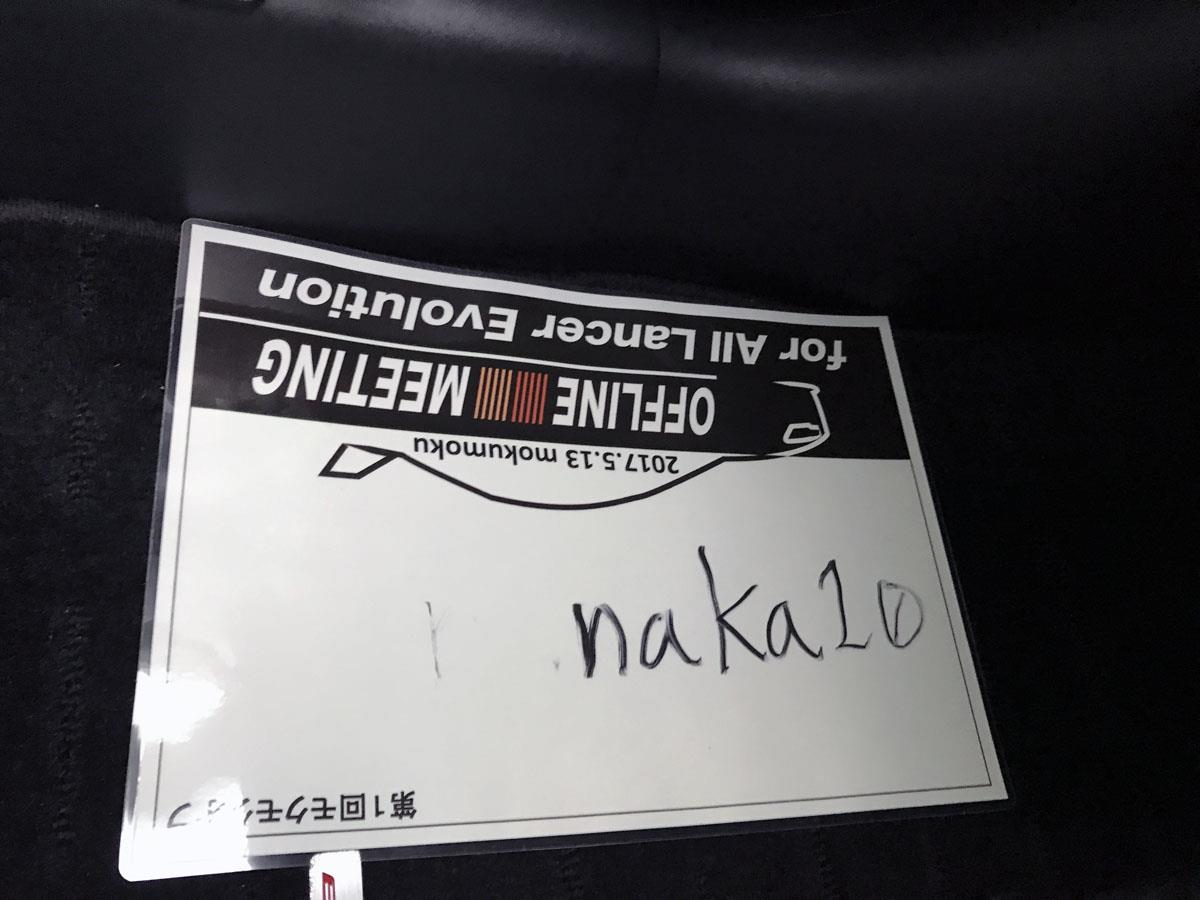 第1回モクモクオフ
naka10
2017.5.13 mokumoku
OFFLINE MEETING
for All Lancer Evolution